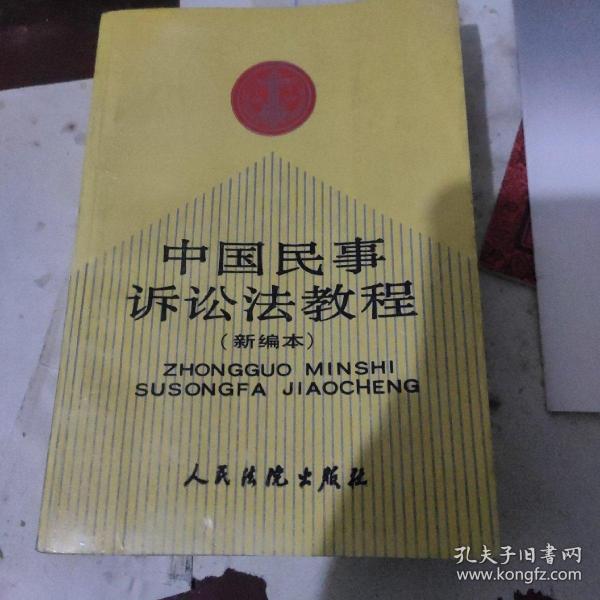 中国民事
诉讼法教程
(新编本)
ZHONGGUO MINSHI
SUSONGFA JIAOCHENG
人民法院出版社
孔夫子旧书网
www.kongfz.com